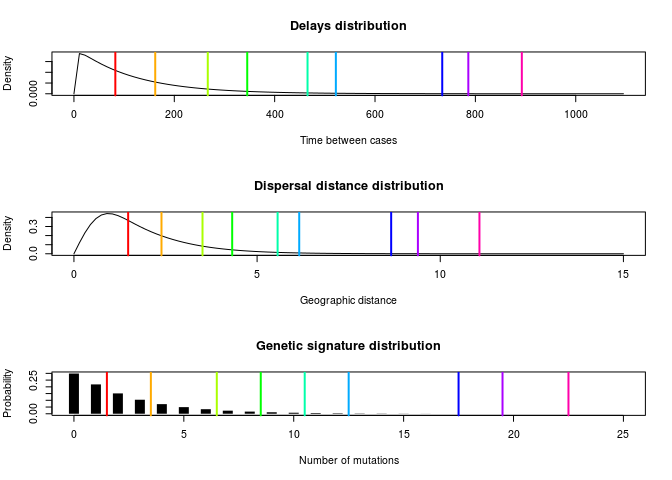 Delays distribution
Density
0.000
0 200 400 600 800 1000
Time between cases
Dispersal distance distribution
Density
0.0 0.3
0 5 10 15
Geographic distance
Genetic signature distribution
Probability
0.00 0.25
0 5 10 15 20 25
Number of mutations